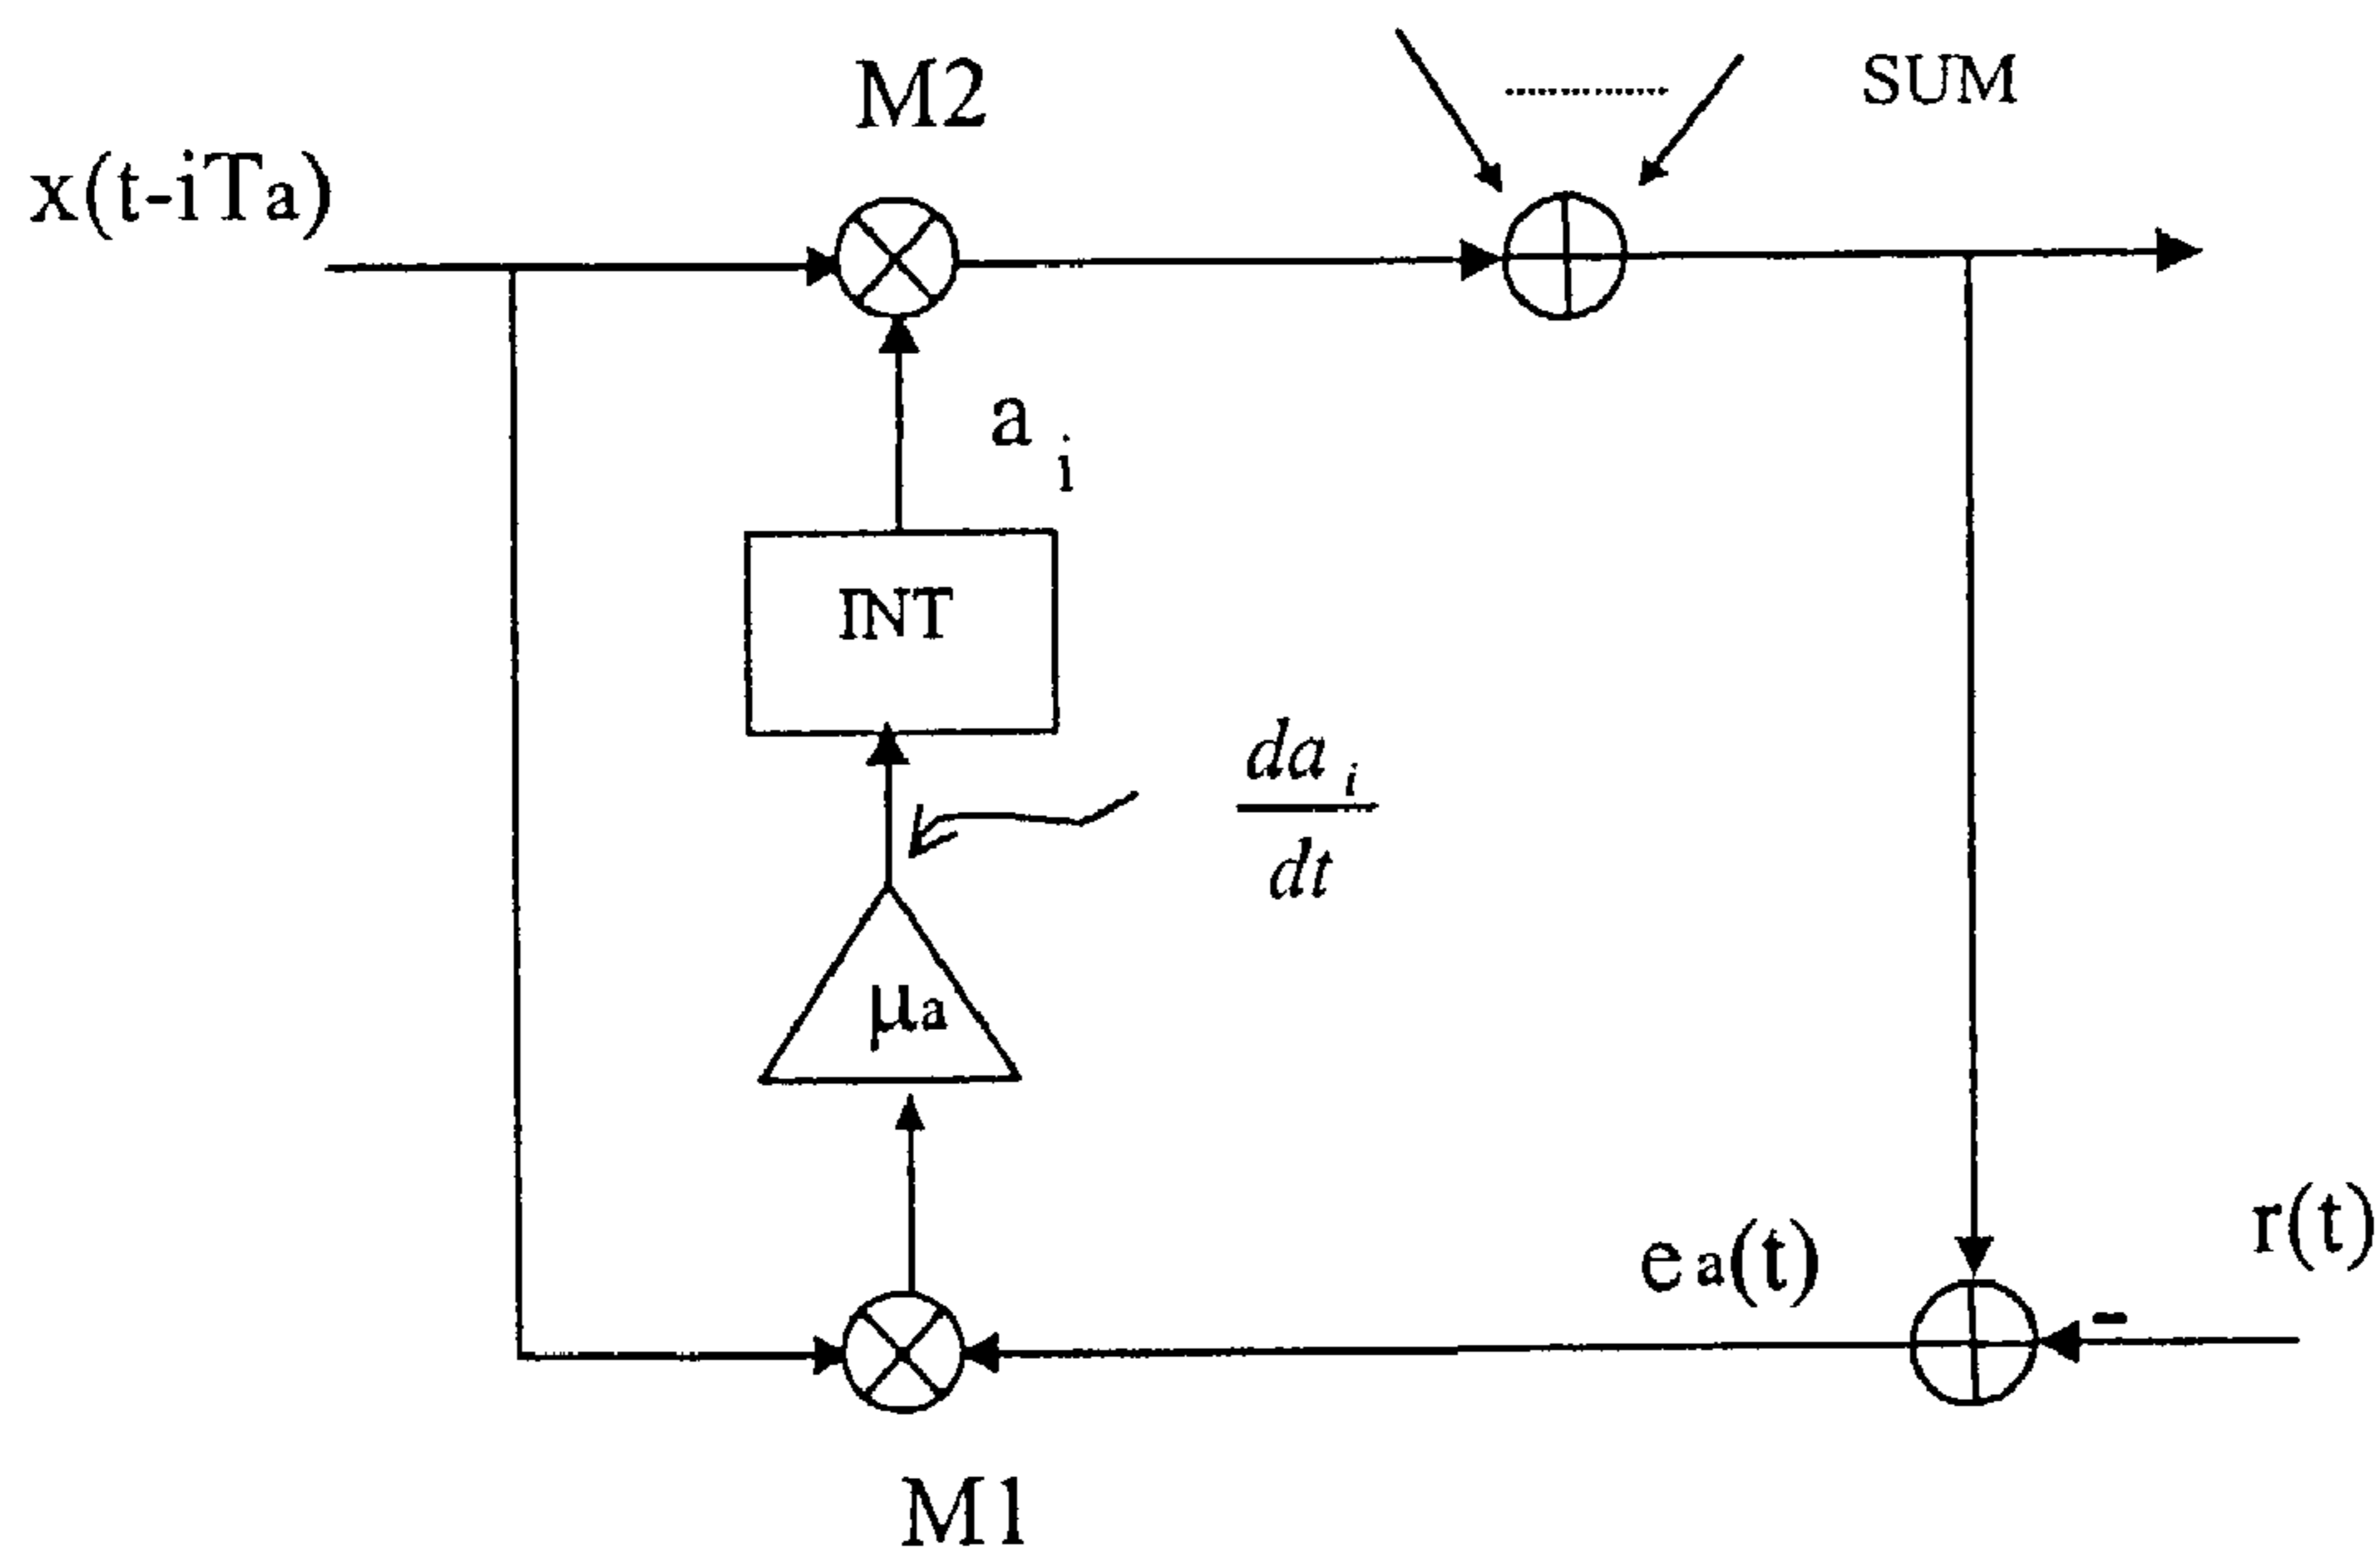 M2
SUM
x(t-iTa)
a i
INT
da i
dt
μa
ea(t)
r(t)
-
M1